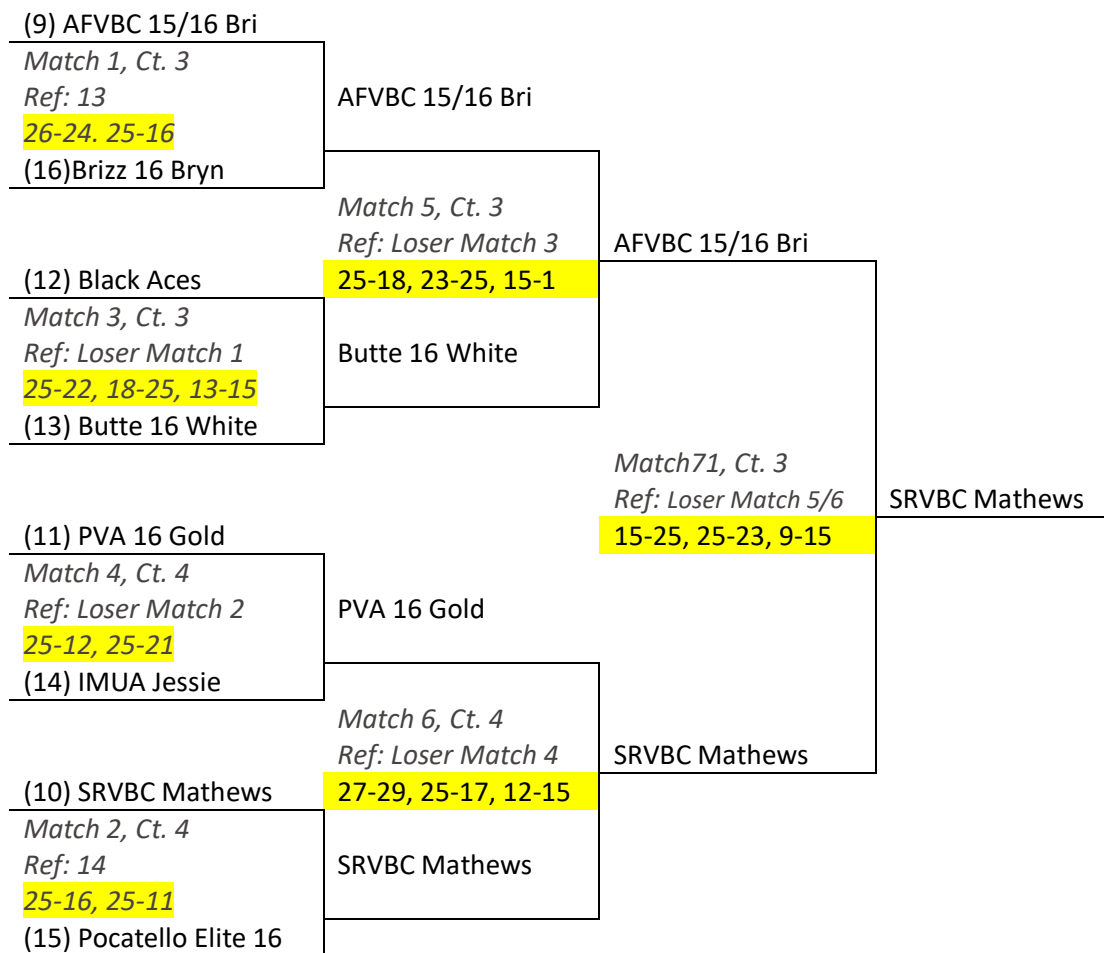 (9) AFVBC 15/16 Bri
Match 1, Ct. 3
Ref: 13
26-24. 25-16
(16)Brizz 16 Bryn
AFVBC 15/16 Bri
Match 5, Ct. 3
Ref: Loser Match 3
25-18, 23-25, 15-1
AFVBC 15/16 Bri
(12) Black Aces
Match 3, Ct. 3
Ref: Loser Match 1
25-22, 18-25, 13-15
(13) Butte 16 White
Butte 16 White
Match71, Ct. 3
Ref: Loser Match 5/6
15-25, 25-23, 9-15
SRVBC Mathews
(11) PVA 16 Gold
Match 4, Ct. 4
Ref: Loser Match 2
25-12, 25-21
(14) IMUA Jessie
PVA 16 Gold
Match 6, Ct. 4
Ref: Loser Match 4
27-29, 25-17, 12-15
SRVBC Mathews
(10) SRVBC Mathews
Match 2, Ct. 4
Ref: 14
25-16, 25-11
(15) Pocatello Elite 16
SRVBC Mathews